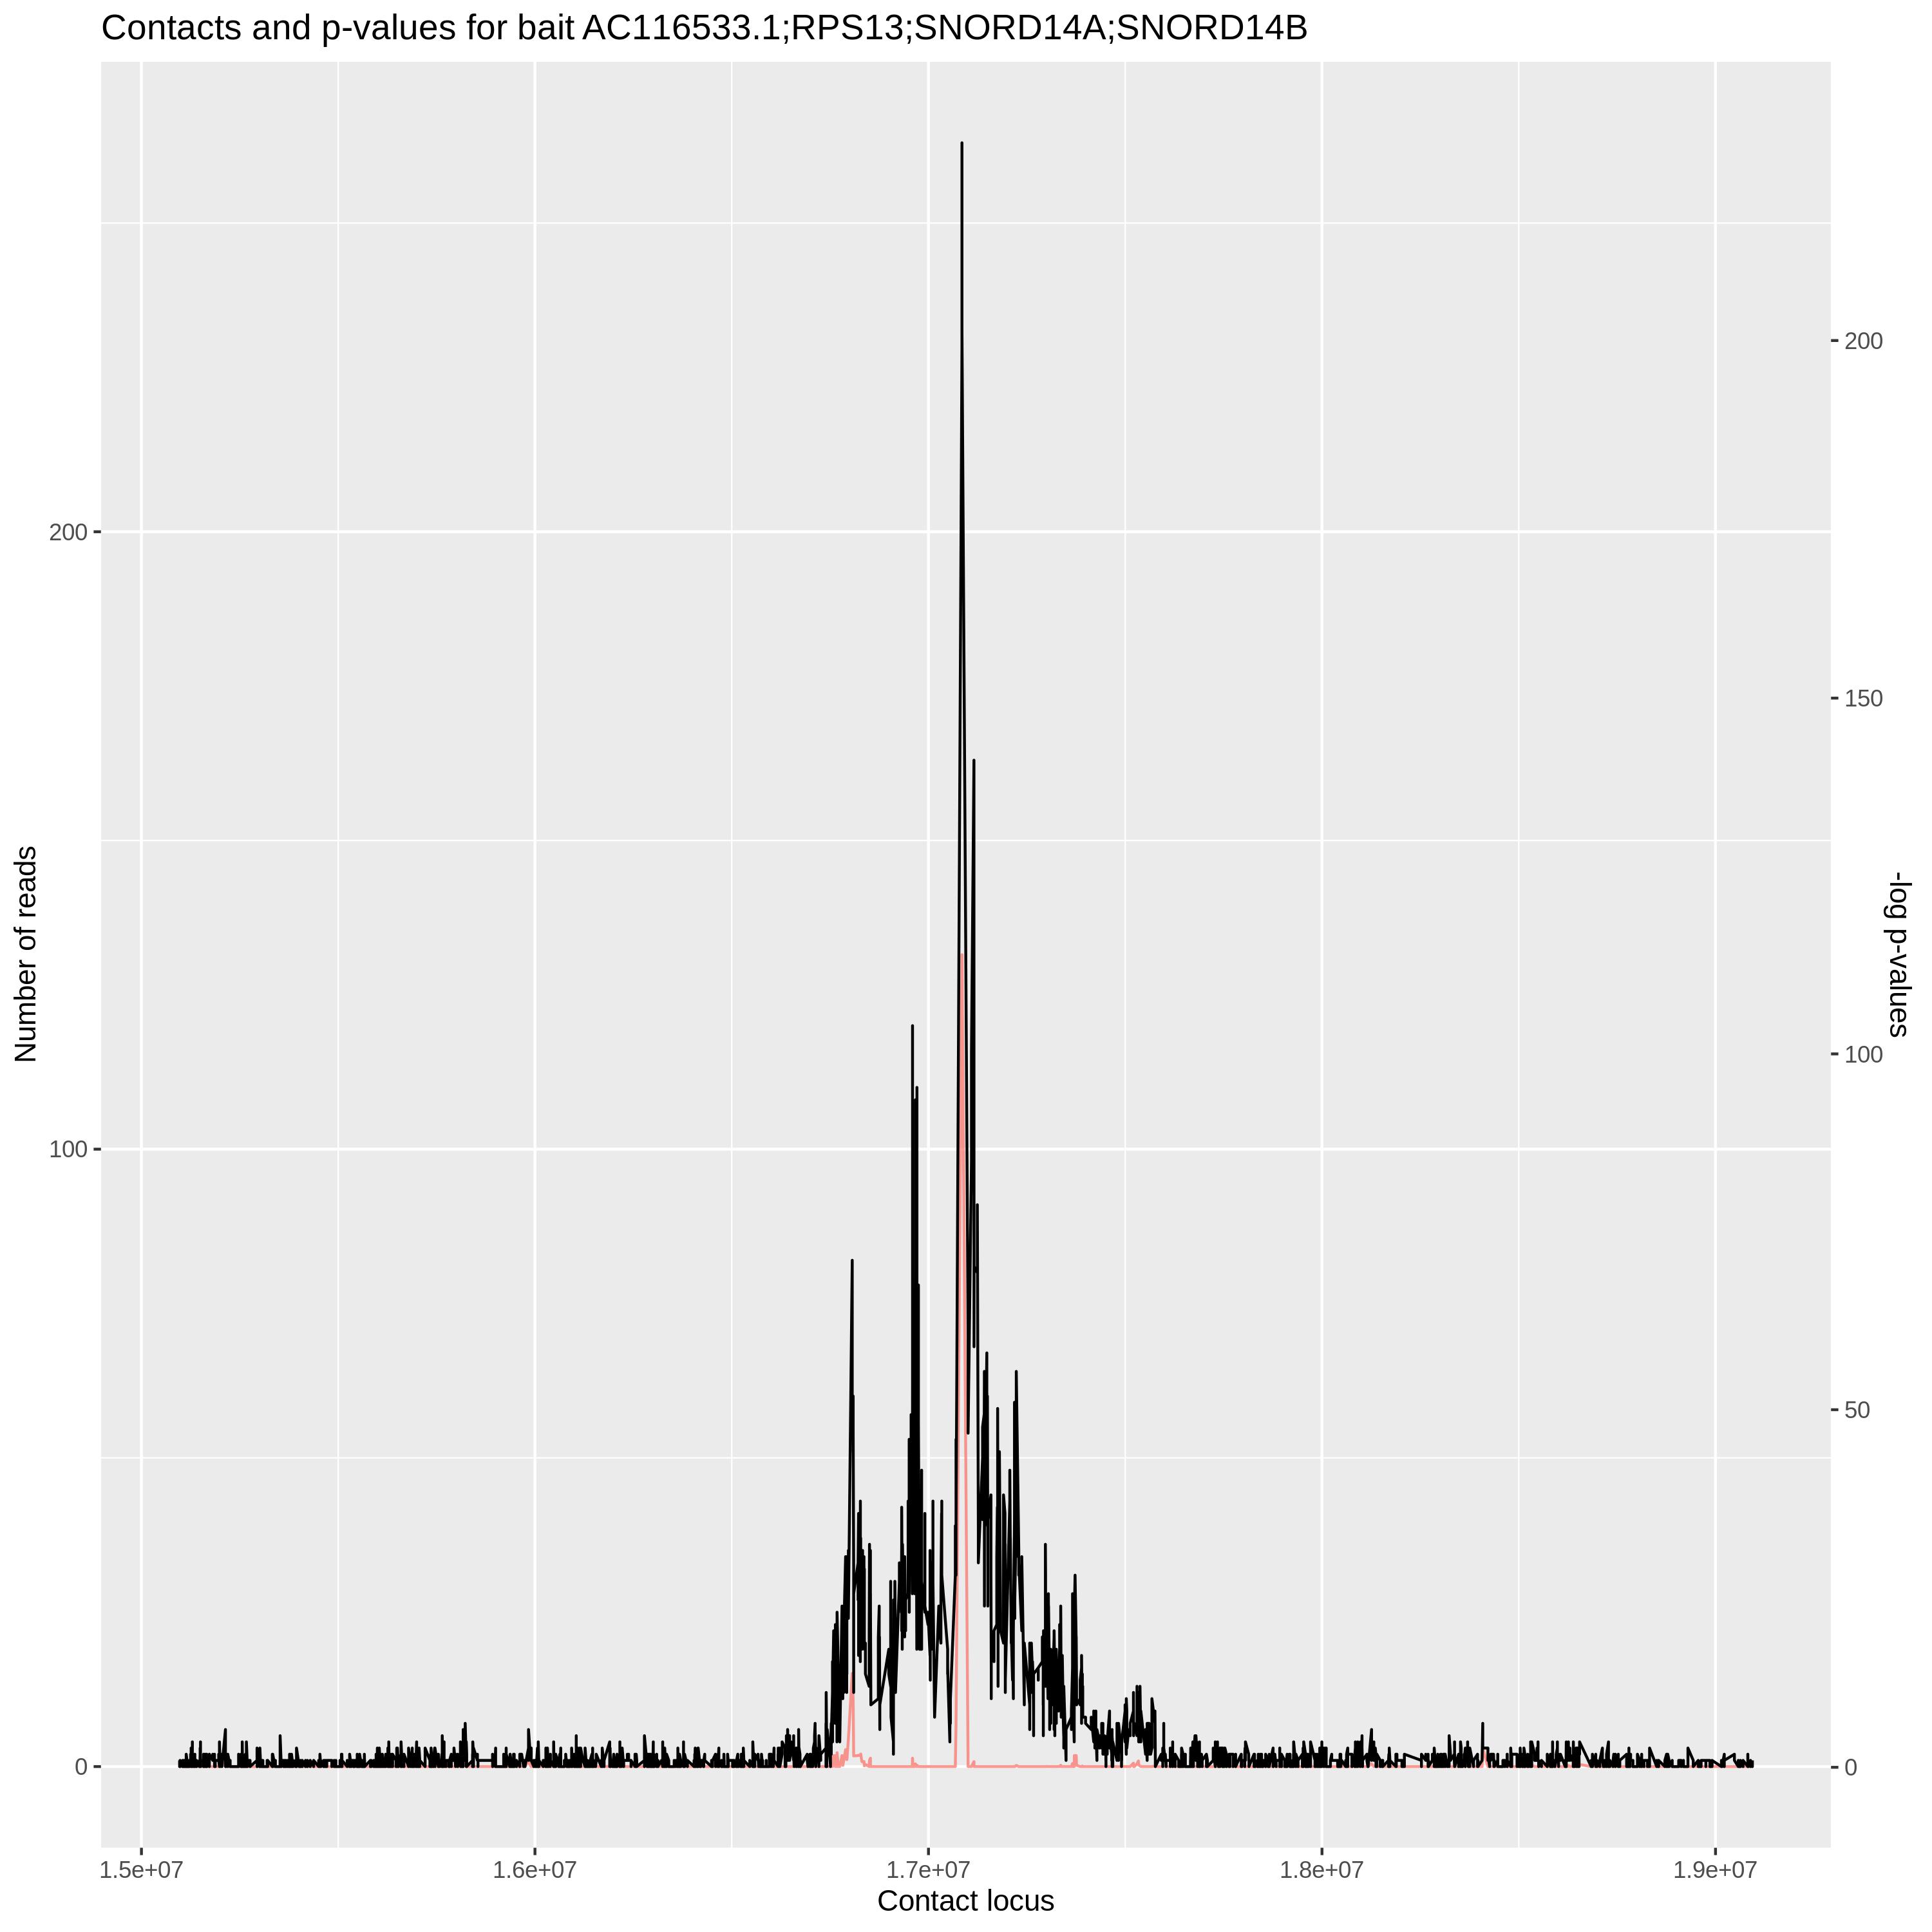 Contacts and p-values for bait AC116533.1;RPS13;SNORD14A;SNORD14B
Number of reads
200
100
0
200
150
100
50
0
-log p-values
1.5e+07
1.6e+07
1.7e+07
1.8e+07
1.9e+07
Contact locus